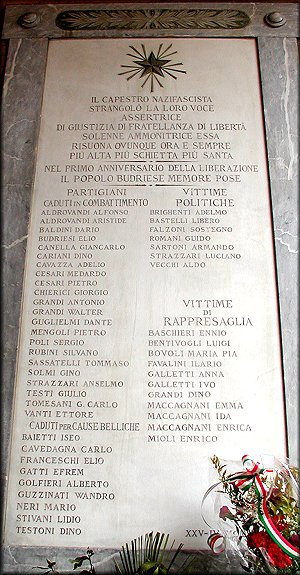 IL CAPESTRO NAZIFASCISTA
STRANGOLÒ LA LORO VOCE
ASSERTRICE
DI GIUSTIZIA DI FRATELLANZA DI LIBERTÀ
SOLENNE AMMONITRICE ESSA
RISUONA OVUNQUE ORA E SEMPRE
PIÙ ALTA PIÙ SCHIETTA PIÙ SANTA
NEL PRIMO ANNIVERSARIO DELLA LIBERAZIONE
IL POPOLO BUDRIESE MEMORE POSE
PARTIGIANI
CADUTI IN COMBATTIMENTO
ALDROVANDI ALFONSO
ALDROVANDI ARISTIDE
BALDINI DARIO
BUDRIESI ELIO
CANELLA GIANCARLO
CARIANI DINO
CAVAZZA ADELIO
CESARI MEDARDO
CESARI PIETRO
CHIERICI GIORGIO
GRANDI ANTONIO
GRANDI WALTER
GUGLIELMI DANTE
MENGOLI PIETRO
POLI SERGIO
RUBINI SILVANO
SASSATELLI TOMMASO
SOLMI GINO
STRAZZARI ANSELMO
TESTI GIULIO
TOMESANI G. CARLO
VANTI ETTORE
CADUTI PER CAUSE BELLICHE
BAIETTI ISEO
CAVEDAGNA CARLO
FRANCESCHI ELIO
GATTI EFREM
GOLFIERI ALBERTO
GUZZINATI WANDRO
NERI MARIO
STIVANI LIDIO
TESTONI DINO
VITTIME
POLITICHE
BRIGHENTI ADELMO
BASTELLI LIBERO
FALZONI SOSTEGNO
ROMANI GUIDO
SARTONI ARMANDO
STRAZZARI LUCIANO
VECCHI ALDO
VITTIME
DI
RAPPRESAGLIA
BASCHIERI ENNIO
BENTIVOGLI LUIGI
BOVOLI MARIA PIA
FAVALINI ILARIO
GALLETTI ANNA
GALLETTI IVO
GRANDI DINO
MACCAGNANI EMMA
MACCAGNANI IDA
MACCAGNANI ENRICA
MIOLI ENRICO